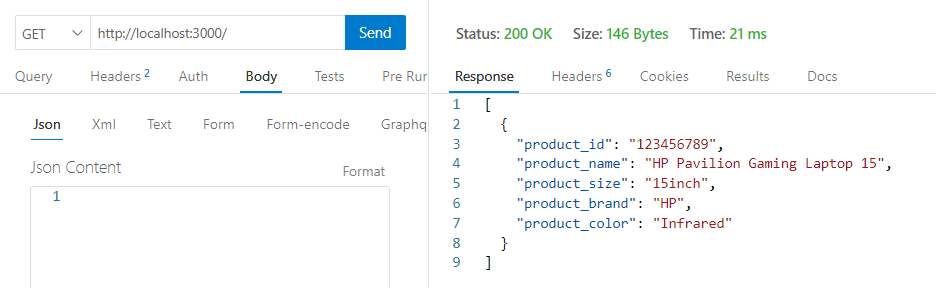 GET http://localhost:3000/ Send
Query Headers 2 Auth Body Tests Pre Run
Json Xml Text Form Form-encode Graphq
Json Content Format
1
Status: 200 OK Size: 146 Bytes Time: 21 ms
Response Headers 6 Cookies Results Docs
1 [
2 {
3 "product_id": "123456789",
4 "product_name": "HP Pavilion Gaming Laptop 15",
5 "product_size": "15inch",
6 "product_brand": "HP",
7 "product_color": "Infrared"
8 }
9 ]